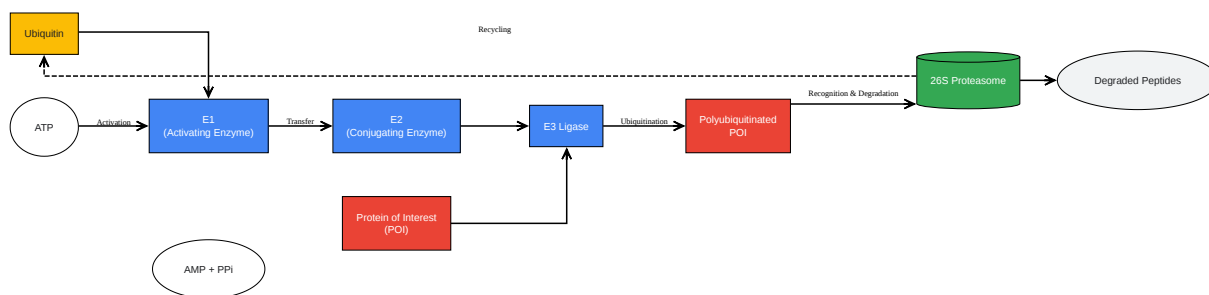 Ubiquitin
Recycling
26S Proteasome
Degraded Peptides
Recognition & Degradation
ATP
Activation
E1
(Activating Enzyme)
Transfer
E2
(Conjugating Enzyme)
E3 Ligase
Ubiquitination
Polyubiquitinated
POI
Protein of Interest
(POI)
AMP + PPi